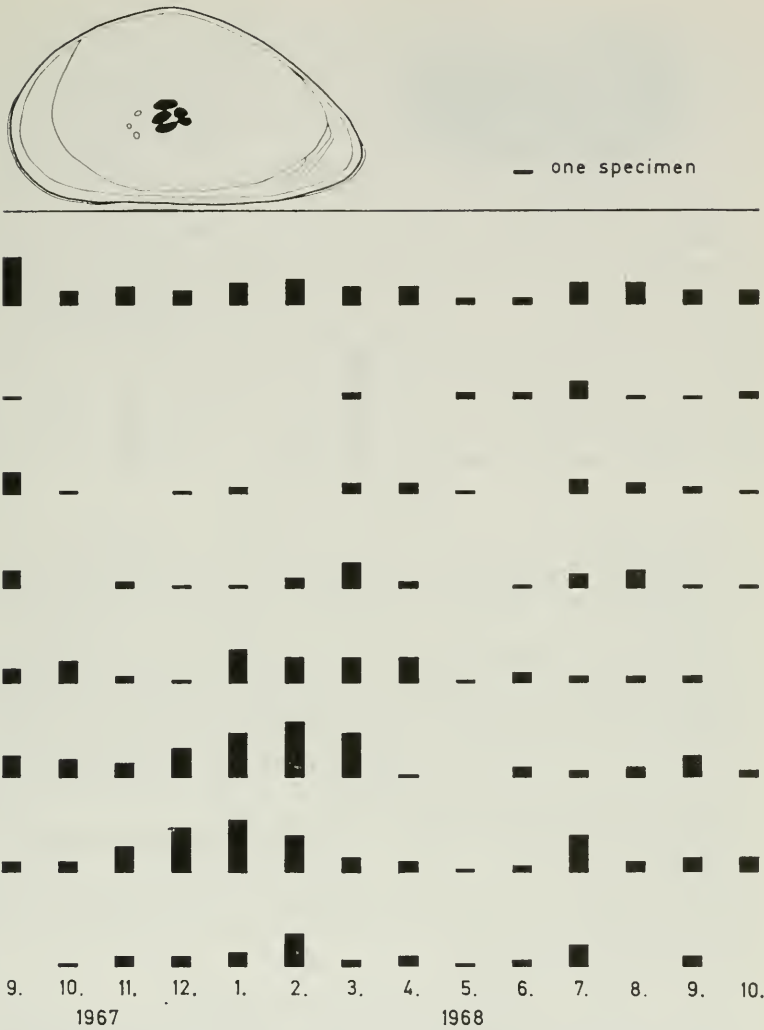 one specimen
9. 10. 11. 12. 1. 2. 3. 4. 5. 6. 7. 8. 9. 10.
1967 1968